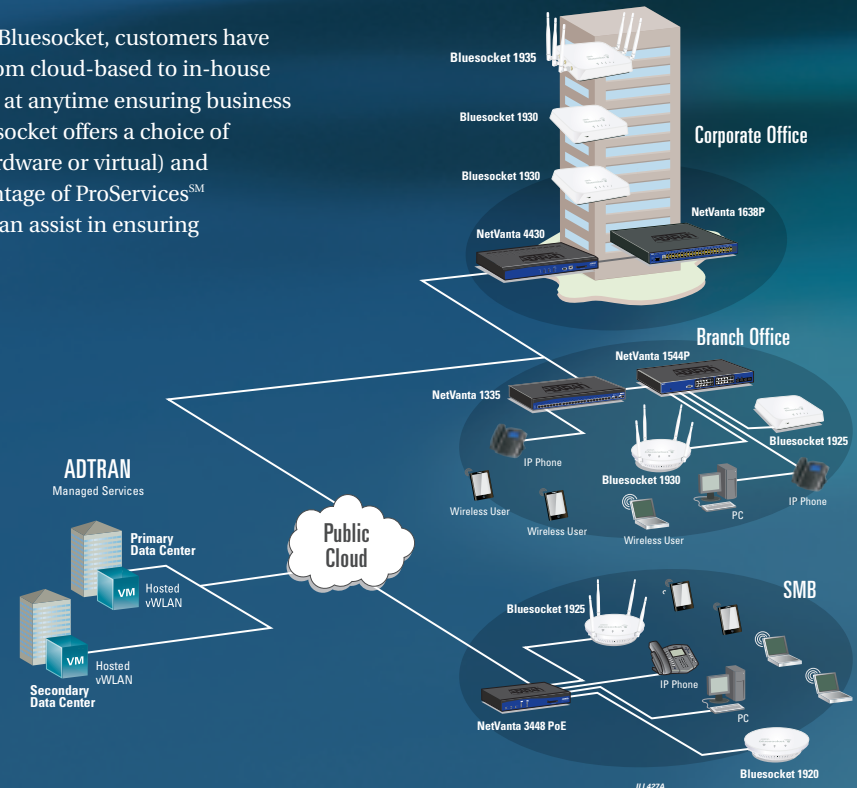 Bluesocket, customers have
om cloud-based to in-house
at anytime ensuring business
socket offers a choice of
rdware or virtual) and
ntage of ProServices℠
an assist in ensuring
Bluesocket 1935
Bluesocket 1930
Bluesocket 1930
Corporate Office
NetVanta 1638P
NetVanta 4430
Branch Office
NetVanta 1544P
NetVanta 1335
Bluesocket 1925
IP Phone
Bluesocket 1930
IP Phone
Wireless User
Wireless User
Wireless User
PC
ADTRAN
Managed Services
Primary
Data Center
VM
Hosted
vWLAN
VM
Hosted
vWLAN
Secondary
Data Center
Public
Cloud
SMB
Bluesocket 1925
IP Phone
PC
NetVanta 3448 PoE
Bluesocket 1920
ILL427A